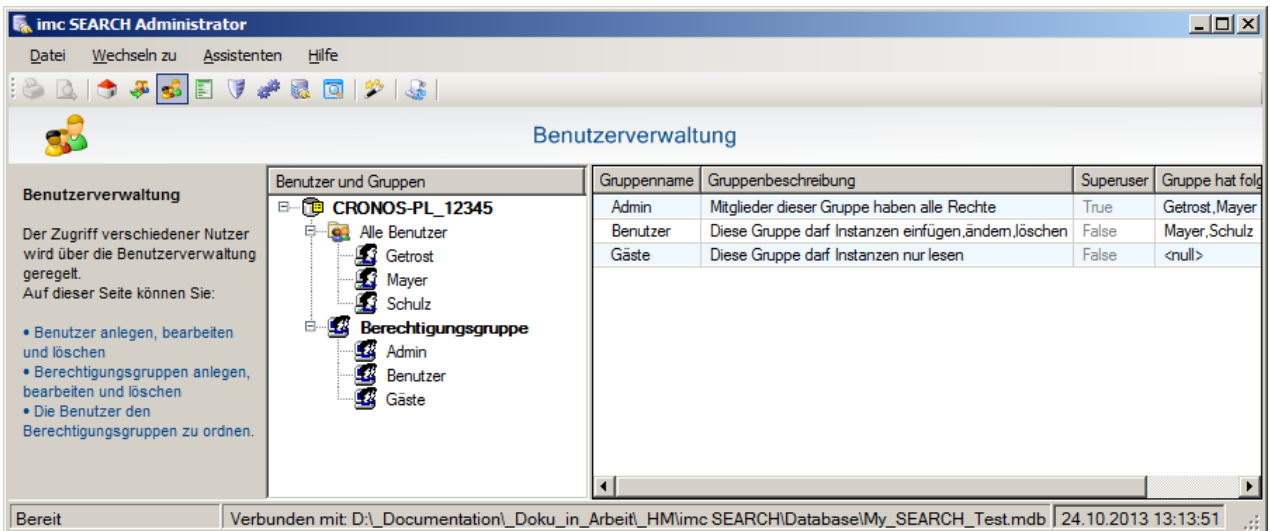 imc SEARCH Administrator
Datei Wechseln zu Assistenten Hilfe
Benutzerverwaltung
Benutzerverwaltung
Der Zugriff verschiedener Nutzer
wird über die Benutzerverwaltung
geregelt.
Auf dieser Seite können Sie:
• Benutzer anlegen, bearbeiten
und löschen
• Berechtigungsgruppen anlegen,
bearbeiten und löschen
• Die Benutzer den
Berechtigungsgruppen zu ordnen.
Benutzer und Gruppen
CRONOS-PL_12345
Alle Benutzer
Getrost
Mayer
Schulz
Berechtigungsgruppe
Admin
Benutzer
Gäste
Gruppenname Gruppenbeschreibung Superuser Gruppe hat folg
Admin Mitglieder dieser Gruppe haben alle Rechte True Getrost,Mayer
Benutzer Diese Gruppe darf Instanzen einfügen,ändern,löschen False Mayer,Schulz
Gäste Diese Gruppe darf Instanzen nur lesen False <null>
Bereit Verbunden mit: D:\_Documentation\_Doku_in_Arbeit\_HM\imc SEARCH\Database\My_SEARCH_Test.mdb 24.10.2013 13:13:51